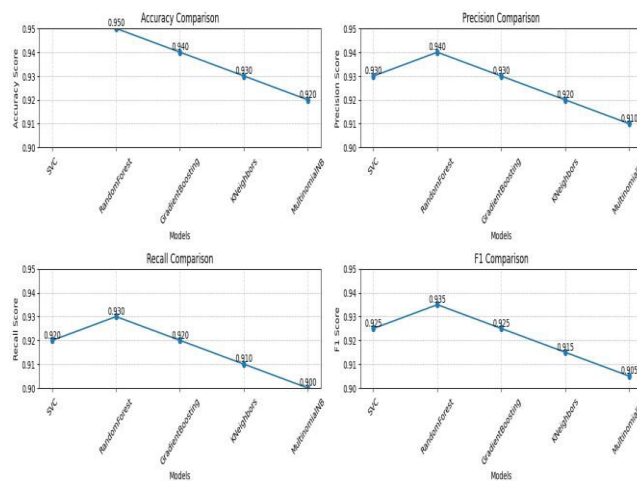 Accuracy Comparison
Accuracy Score
0.95
0.94
0.93
0.92
0.91
0.90
0.950
0.940
0.930
0.920
SVC
RandomForest
GradientBoosting
KNeighbors
MultinomialNB
Models
Precision Comparison
Precision Score
0.95
0.94
0.93
0.92
0.91
0.90
0.930
0.940
0.930
0.920
0.910
SVC
RandomForest
GradientBoosting
KNeighbors
Models
Recall Comparison
Recall Score
0.95
0.94
0.93
0.92
0.91
0.90
0.920
0.930
0.920
0.910
0.900
SVC
RandomForest
GradientBoosting
KNeighbors
MultinomialNB
Models
F1 Comparison
F1 Score
0.95
0.94
0.93
0.92
0.91
0.90
0.925
0.935
0.925
0.915
0.905
SVC
RandomForest
GradientBoosting
KNeighbors
Models